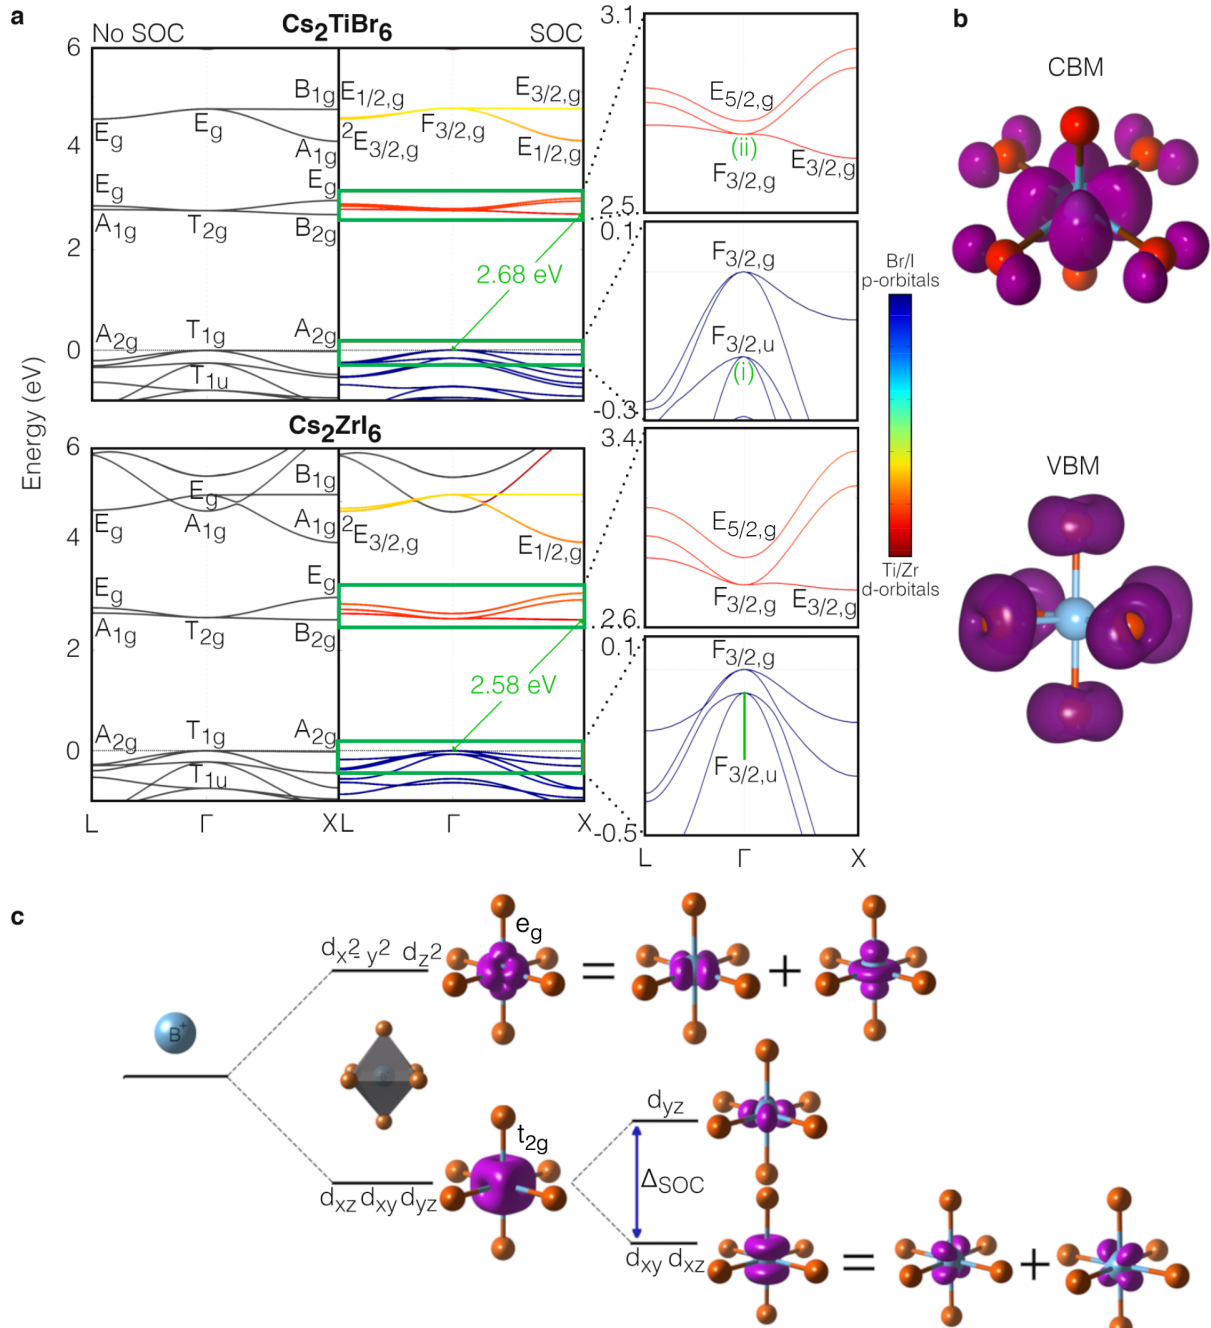 a
Cs2TiBr6
No SOC
SOC
6
4
2
0
Eg
Eg
B1g
A1g
Eg
A1g
T2g
Eg
B2g
A2g
T1g
T1u
A2g
E1/2,g
2E3/2,g
F3/2,g
E3/2,g
E1/2,g
2.68 eV
Energy (eV)
Cs2ZrI6
6
4
2
0
Eg
Eg
A1g
B1g
A1g
Eg
A1g
T2g
Eg
B2g
A2g
T1g
T1u
A2g
2E3/2,g
E1/2,g
2.58 eV
L
Γ
X
L
Γ
X
3.1
2.5
E5/2,g
(ii)
F3/2,g
E3/2,g
0.1
-0.3
F3/2,g
F3/2,u
(i)
3.4
2.6
E5/2,g
F3/2,g
E3/2,g
0.1
-0.5
F3/2,g
F3/2,u
L
Γ
X
Br/I
p-orbitals
Ti/Zr
d-orbitals
b
CBM
VBM
c
B+
dx2- y2 dz2
eg
=
+
dxz dxy dyz
t2g
dyz
ΔSOC
dxy dxz
=
+